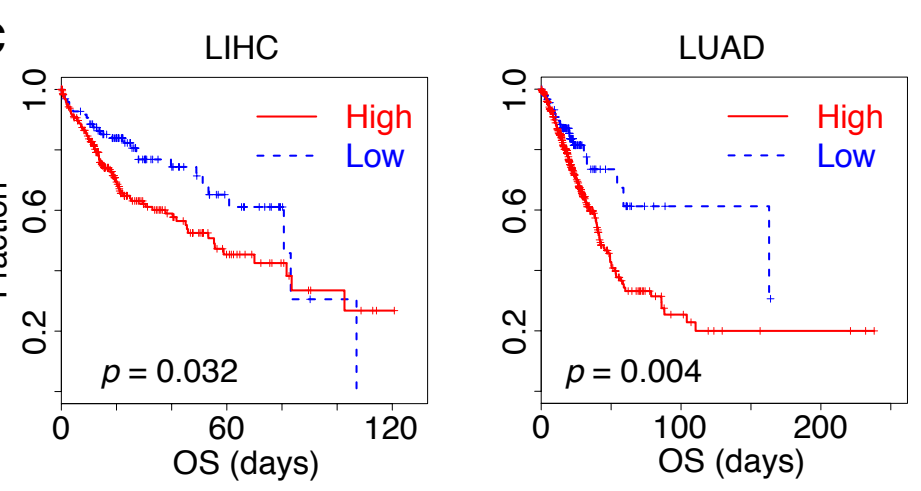 C
LIHC
LUAD
1.0
0.6
0.2
High
Low
p = 0.032
0
60
120
OS (days)
1.0
0.6
0.2
High
Low
p = 0.004
0
100
200
OS (days)